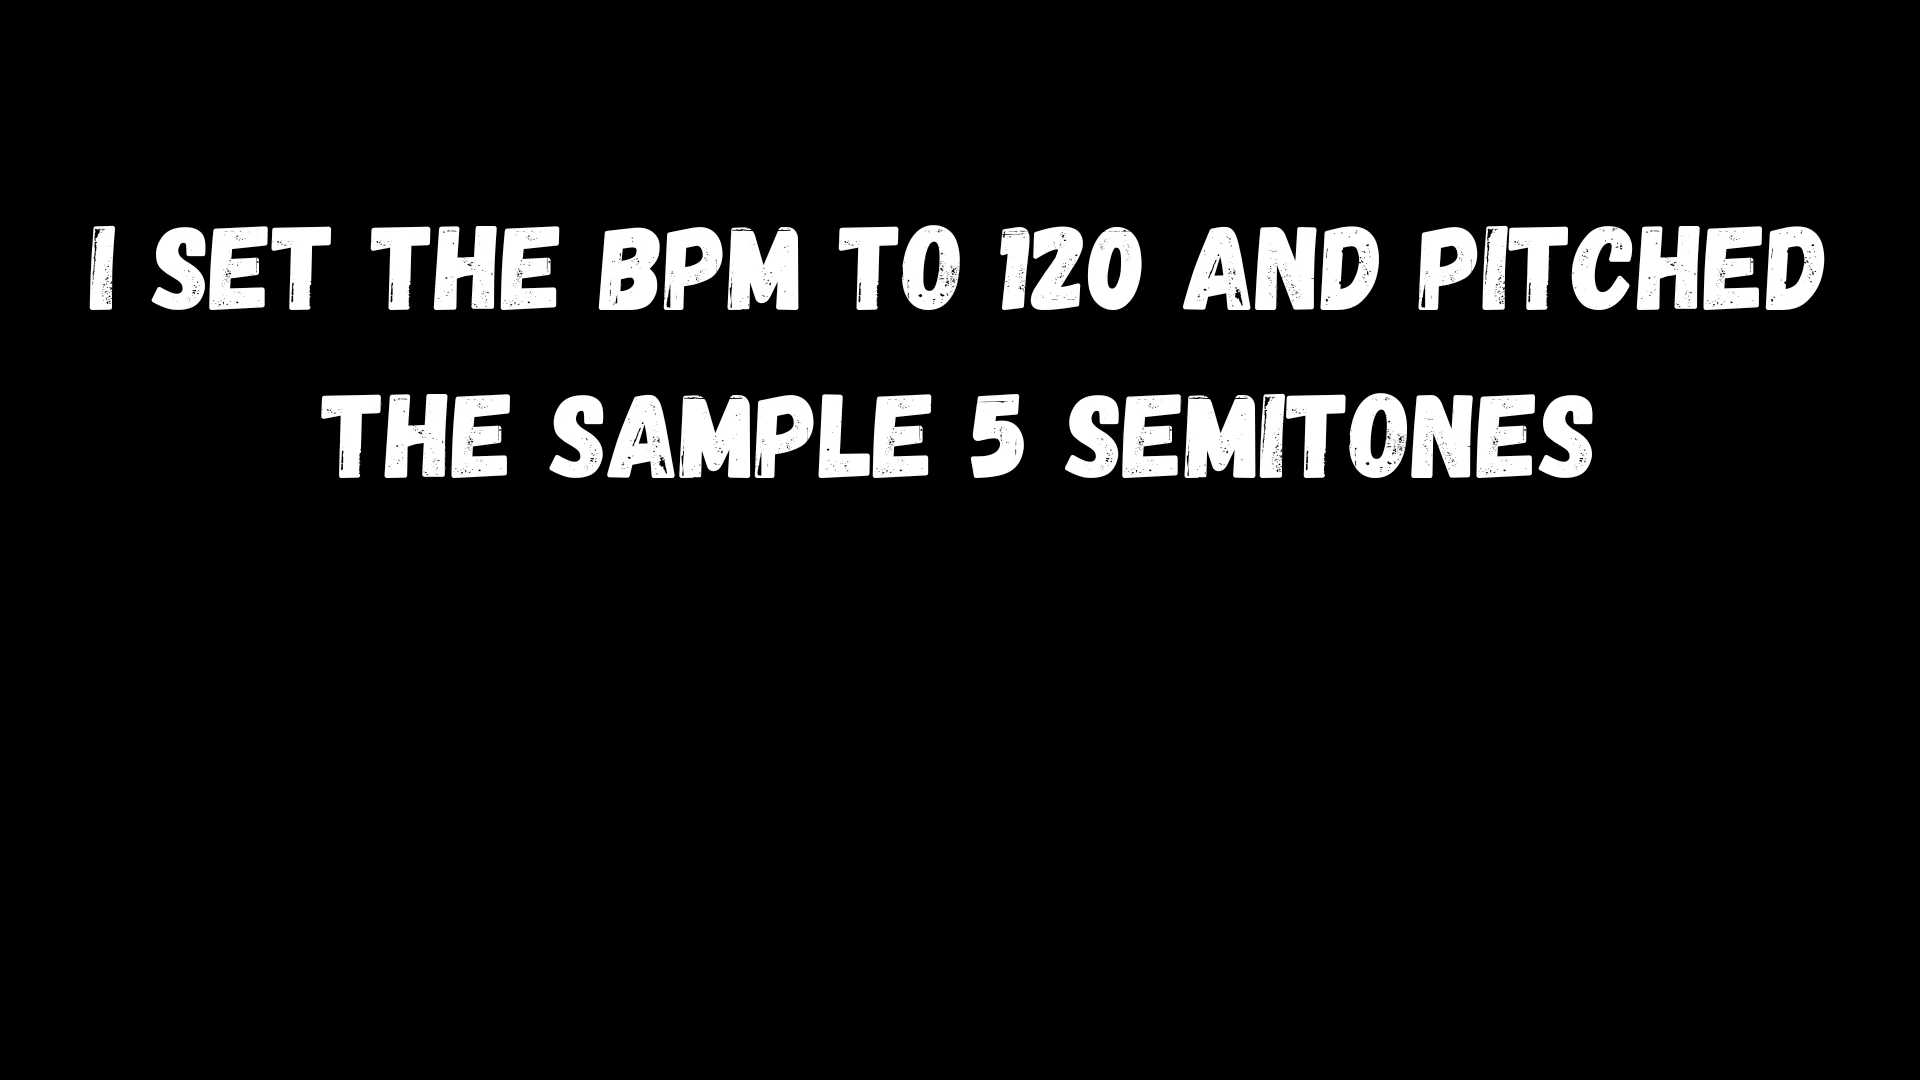 I SET THE BPM TO 120 AND PITCHED
THE SAMPLE 5 SEMITONES